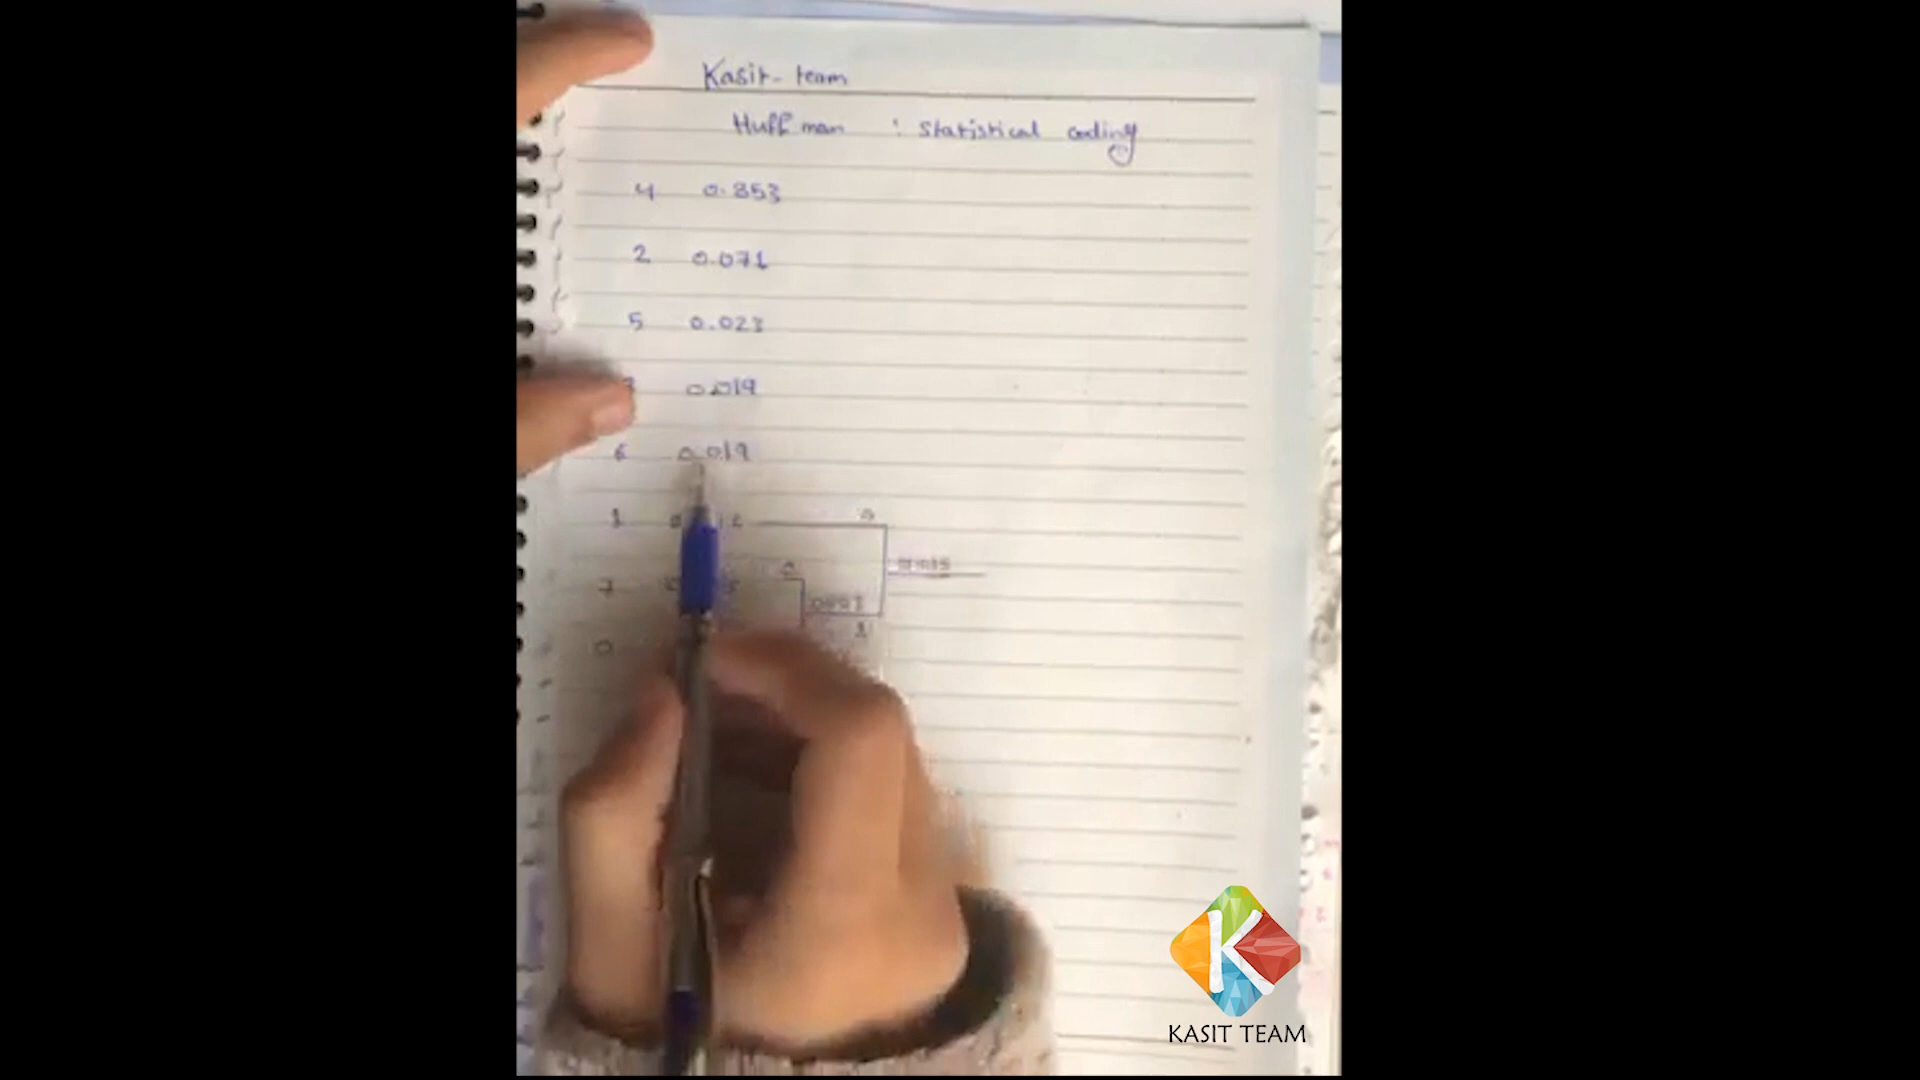 Kasit-team
Huffman : Statistical coding
4 0.853
2 0.071
5 0.023
0.019
6 0.019
1
7
0
KASIT TEAM